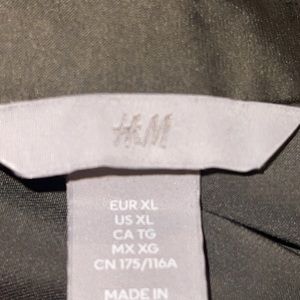 H&M
EUR XL
US XL
CA TG
MX XG
CN 175/116A
MADE IN